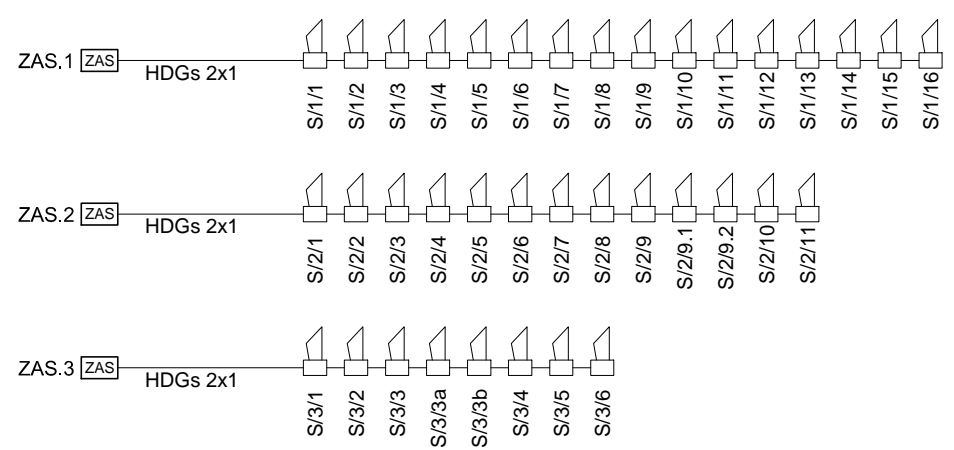 ZAS.1 ZAS HDGs 2x1
S/1/1 S/1/2 S/1/3 S/1/4 S/1/5 S/1/6 S/1/7 S/1/8 S/1/9 S/1/10 S/1/11 S/1/12 S/1/13 S/1/14 S/1/15 S/1/16
ZAS.2 ZAS HDGs 2x1
S/2/1 S/2/2 S/2/3 S/2/4 S/2/5 S/2/6 S/2/7 S/2/8 S/2/9 S/2/9.1 S/2/9.2 S/2/10 S/2/11
ZAS.3 ZAS HDGs 2x1
S/3/1 S/3/2 S/3/3 S/3/3a S/3/3b S/3/4 S/3/5 S/3/6